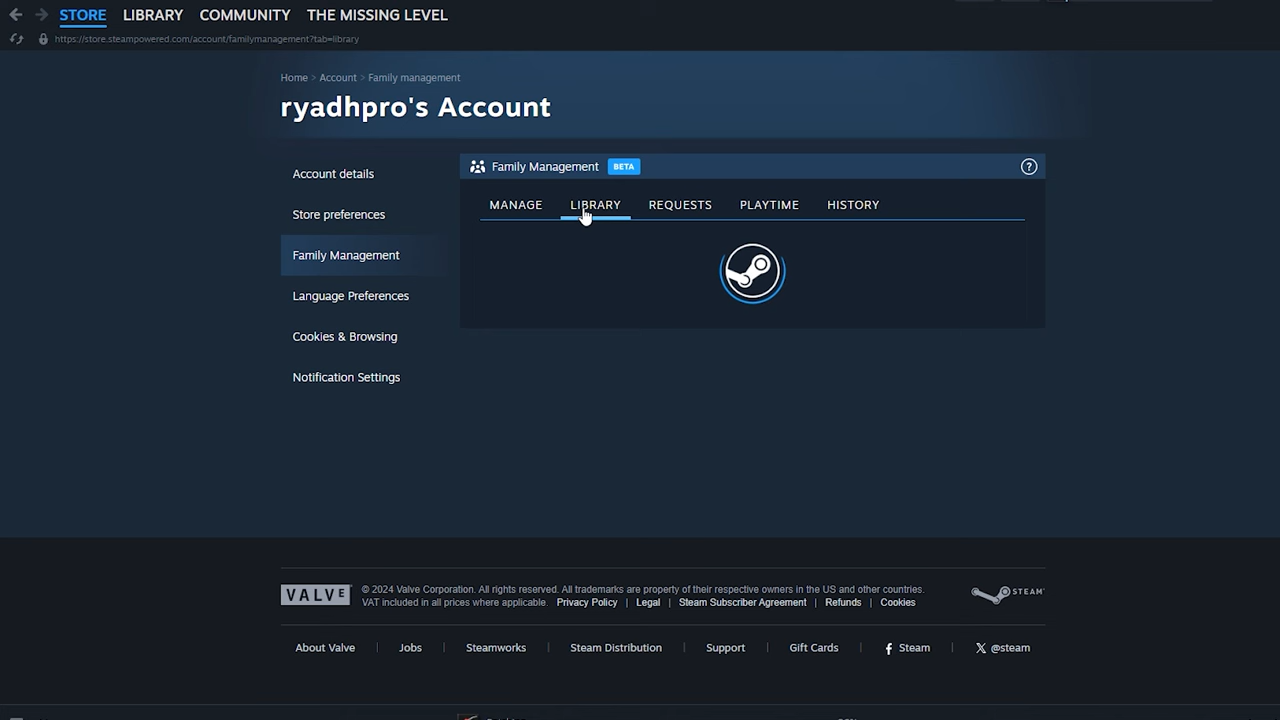 STORE LIBRARY COMMUNITY THE MISSING LEVEL
https://store.steampowered.com/account/familymanagement?tab=library
Home > Account > Family management
ryadhpro's Account
Account details
Store preferences
Family Management
Language Preferences
Cookies & Browsing
Notification Settings
Family Management BETA ?
MANAGE LIBRARY REQUESTS PLAYTIME HISTORY
VALVE © 2024 Valve Corporation. All rights reserved. All trademarks are property of their respective owners in the US and other countries. STEAM
VAT included in all prices where applicable. Privacy Policy | Legal | Steam Subscriber Agreement | Refunds | Cookies
About Valve | Jobs | Steamworks | Steam Distribution | Support | Gift Cards | Steam | @steam